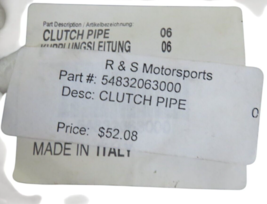 Part Description / Artikelbezeichnung:
CLUTCH PIPE 06
KUPPLUNGSLEITUNG 06
R & S Motorsports
Part #: 54832063000
Desc: CLUTCH PIPE
Price: $52.08
MADE IN ITALY